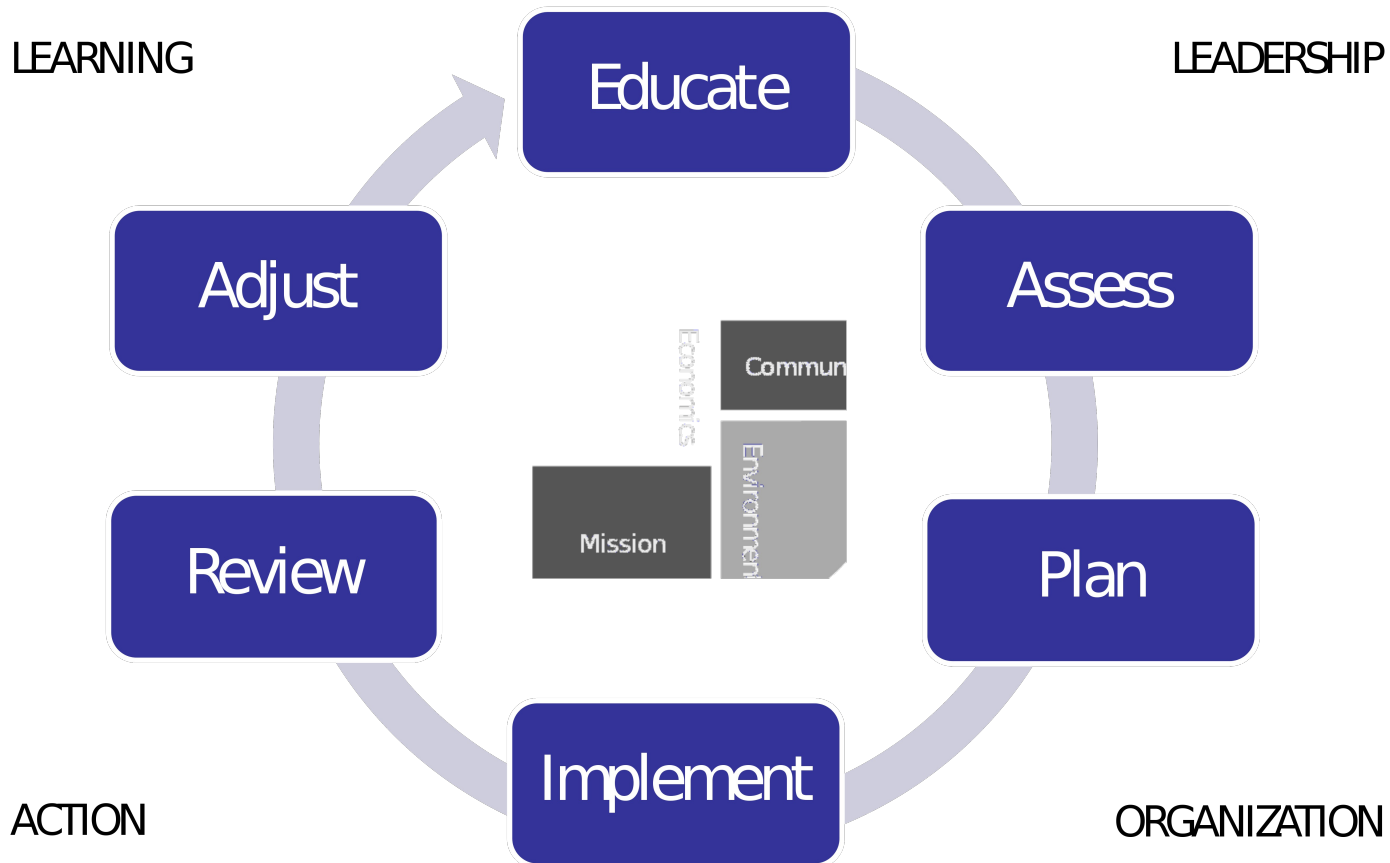 LEARNING
LEADERSHIP
Educate
Adjust
Assess
Economics
Commun
Environment
Mission
Review
Plan
Implement
ACTION
ORGANIZATION